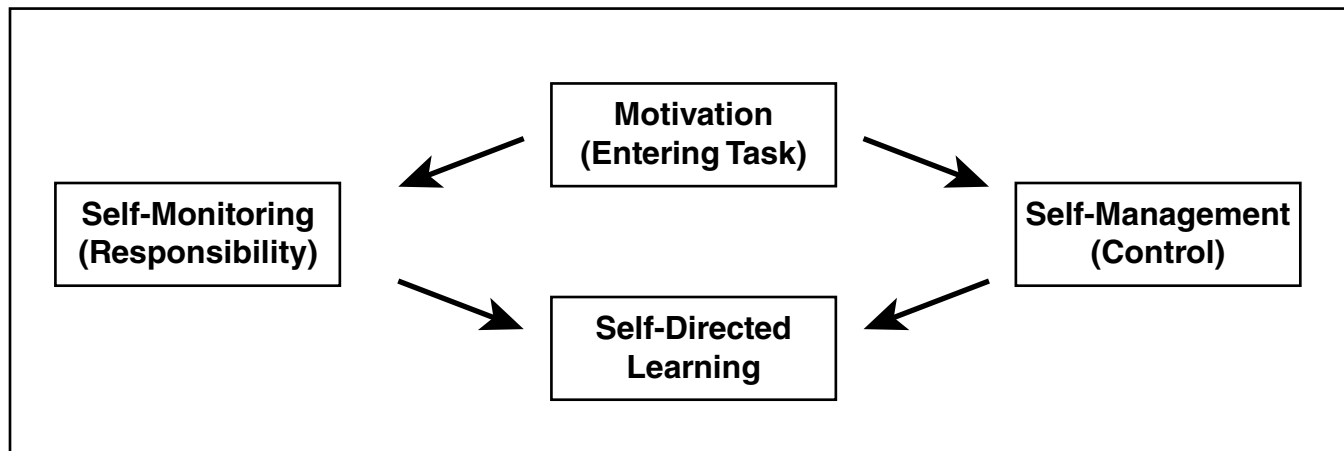 Motivation
(Entering Task)
Self-Monitoring
(Responsibility)
Self-Management
(Control)
Self-Directed
Learning